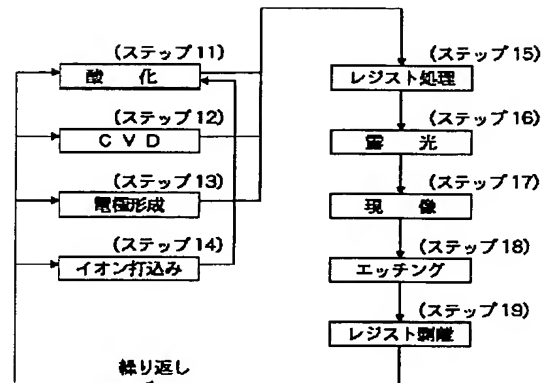 (ステップ11)
酸 化
(ステップ12)
CVD
(ステップ13)
電極形成
(ステップ14)
イオン打込み
(ステップ15)
レジスト処理
(ステップ16)
露 光
(ステップ17)
現 像
(ステップ18)
エッチング
(ステップ19)
レジスト剥離
繰り返し